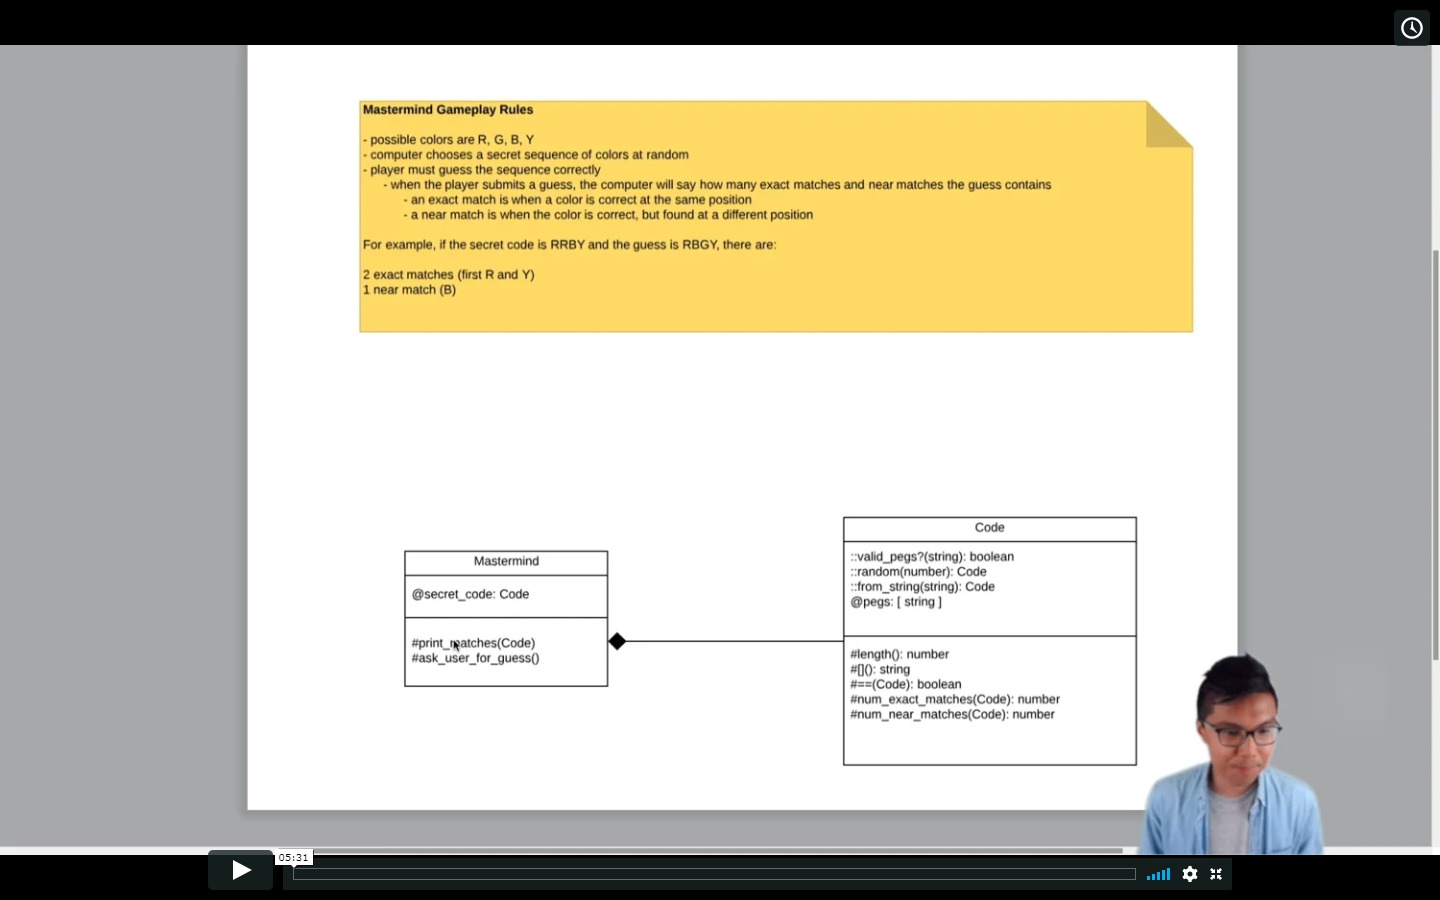 Mastermind Gameplay Rules
- possible colors are R, G, B, Y
- computer chooses a secret sequence of colors at random
- player must guess the sequence correctly
- when the player submits a guess, the computer will say how many exact matches and near matches the guess contains
- an exact match is when a color is correct at the same position
- a near match is when the color is correct, but found at a different position
For example, if the secret code is RRBY and the guess is RBGY, there are:
2 exact matches (first R and Y)
1 near match (B)
Mastermind
@secret_code: Code
#print_matches(Code)
#ask_user_for_guess()
Code
::valid_pegs?(string): boolean
::random(number): Code
::from_string(string): Code
@pegs: [ string ]
#length(): number
#[](): string
#==(Code): boolean
#num_exact_matches(Code): number
#num_near_matches(Code): number
05:31